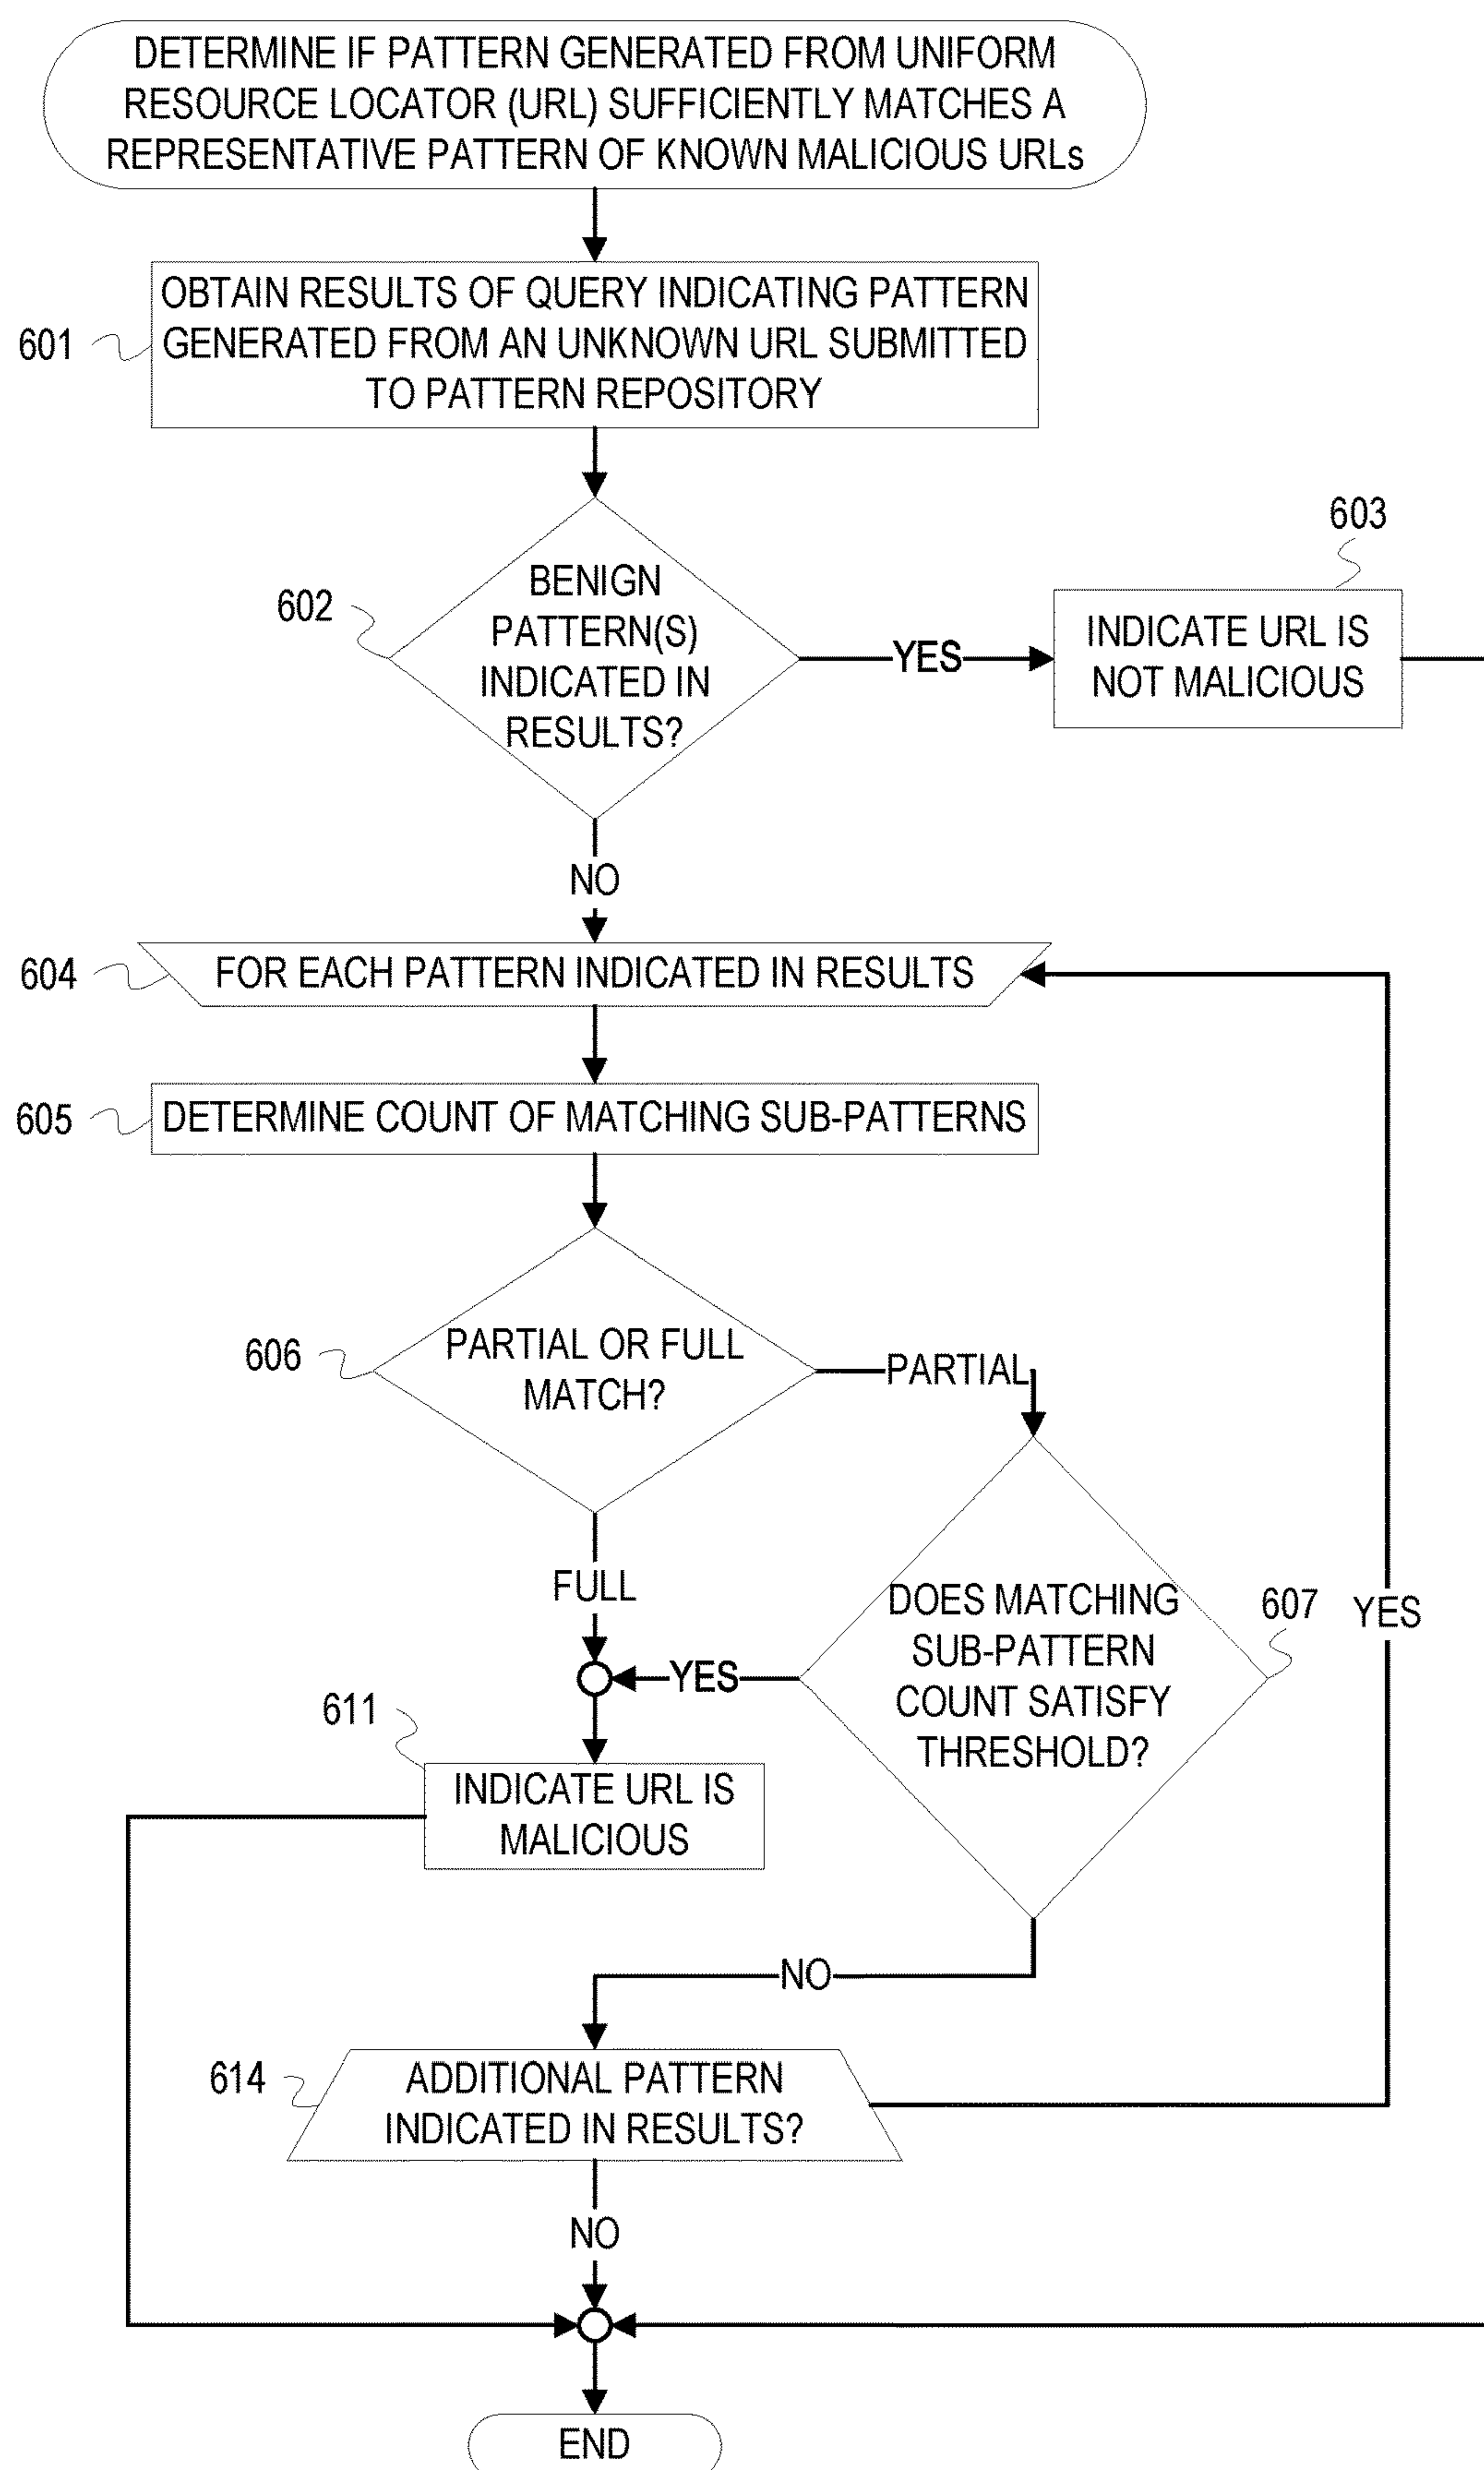 DETERMINE IF PATTERN GENERATED FROM UNIFORM
RESOURCE LOCATOR (URL) SUFFICIENTLY MATCHES A
REPRESENTATIVE PATTERN OF KNOWN MALICIOUS URLs
601
OBTAIN RESULTS OF QUERY INDICATING PATTERN
GENERATED FROM AN UNKNOWN URL SUBMITTED
TO PATTERN REPOSITORY
602
BENIGN
PATTERN(S)
INDICATED IN
RESULTS?
YES
603
INDICATE URL IS
NOT MALICIOUS
NO
604
FOR EACH PATTERN INDICATED IN RESULTS
605
DETERMINE COUNT OF MATCHING SUB-PATTERNS
606
PARTIAL OR FULL
MATCH?
PARTIAL
FULL
607
DOES MATCHING
SUB-PATTERN
COUNT SATISFY
THRESHOLD?
YES
YES
611
INDICATE URL IS
MALICIOUS
NO
614
ADDITIONAL PATTERN
INDICATED IN RESULTS?
NO
END